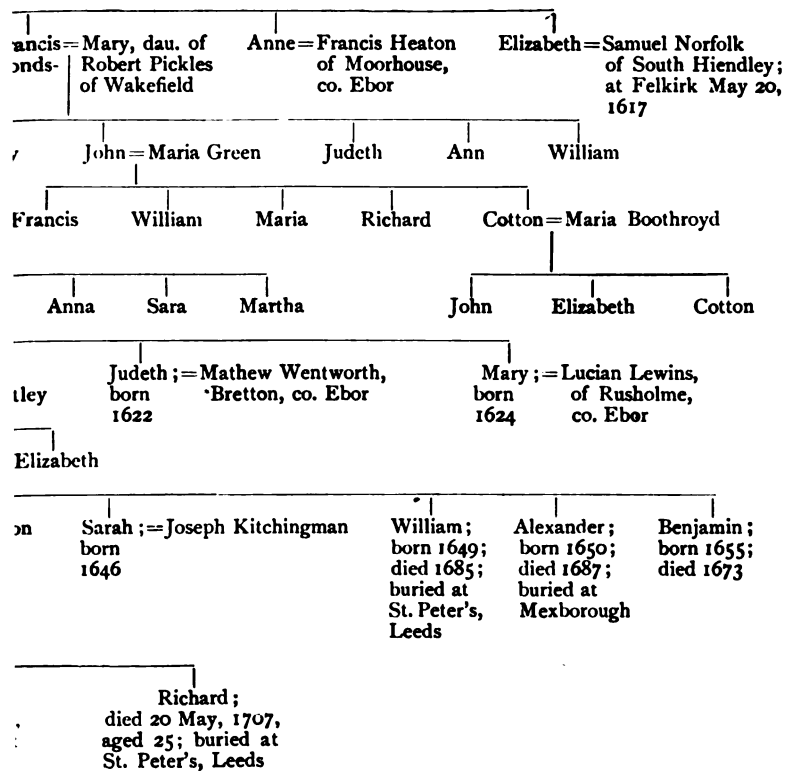 ancis=Mary, dau. of Anne=Francis Heaton Elizabeth=Samuel Norfolk
onds- Robert Pickles of Moorhouse, of South Hiendley;
of Wakefield co. Ebor at Felkirk May 20,
1617
John=Maria Green Judeth Ann William
Francis William Maria Richard Cotton=Maria Boothroyd
Anna Sara Martha John Elizabeth Cotton
Judeth;=Mathew Wentworth, Mary;=Lucian Lewins,
tley born Bretton, co. Ebor born of Rusholme,
1622 1624 co. Ebor
Elizabeth
on Sarah;=Joseph Kitchingman William; Alexander; Benjamin;
born born 1649; born 1650; born 1655;
1646 died 1685; died 1687; died 1673
buried at buried at
St. Peter's, Mexborough
Leeds
Richard;
died 20 May, 1707,
aged 25; buried at
St. Peter's, Leeds